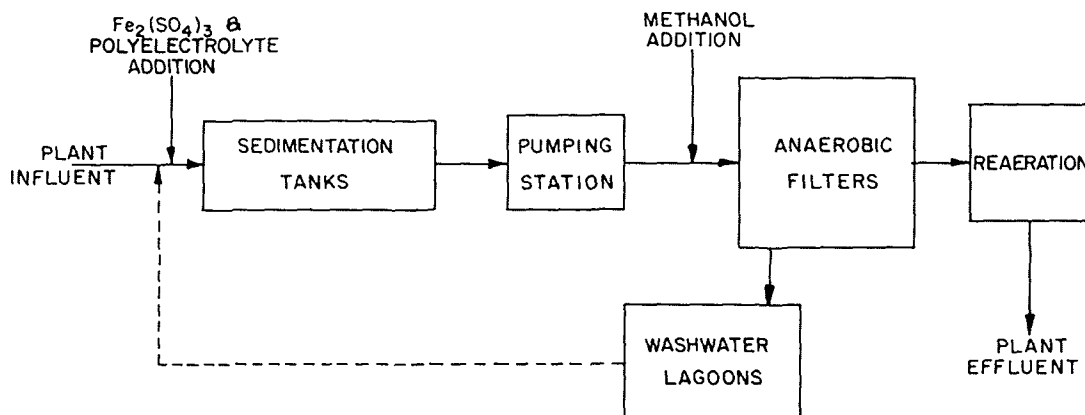 Fe₂(SO₄)₃ &
POLYELECTROLYTE
ADDITION
METHANOL
ADDITION
PLANT
INFLUENT
SEDIMENTATION
TANKS
PUMPING
STATION
ANAEROBIC
FILTERS
REAERATION
WASHWATER
LAGOONS
PLANT
EFFLUENT